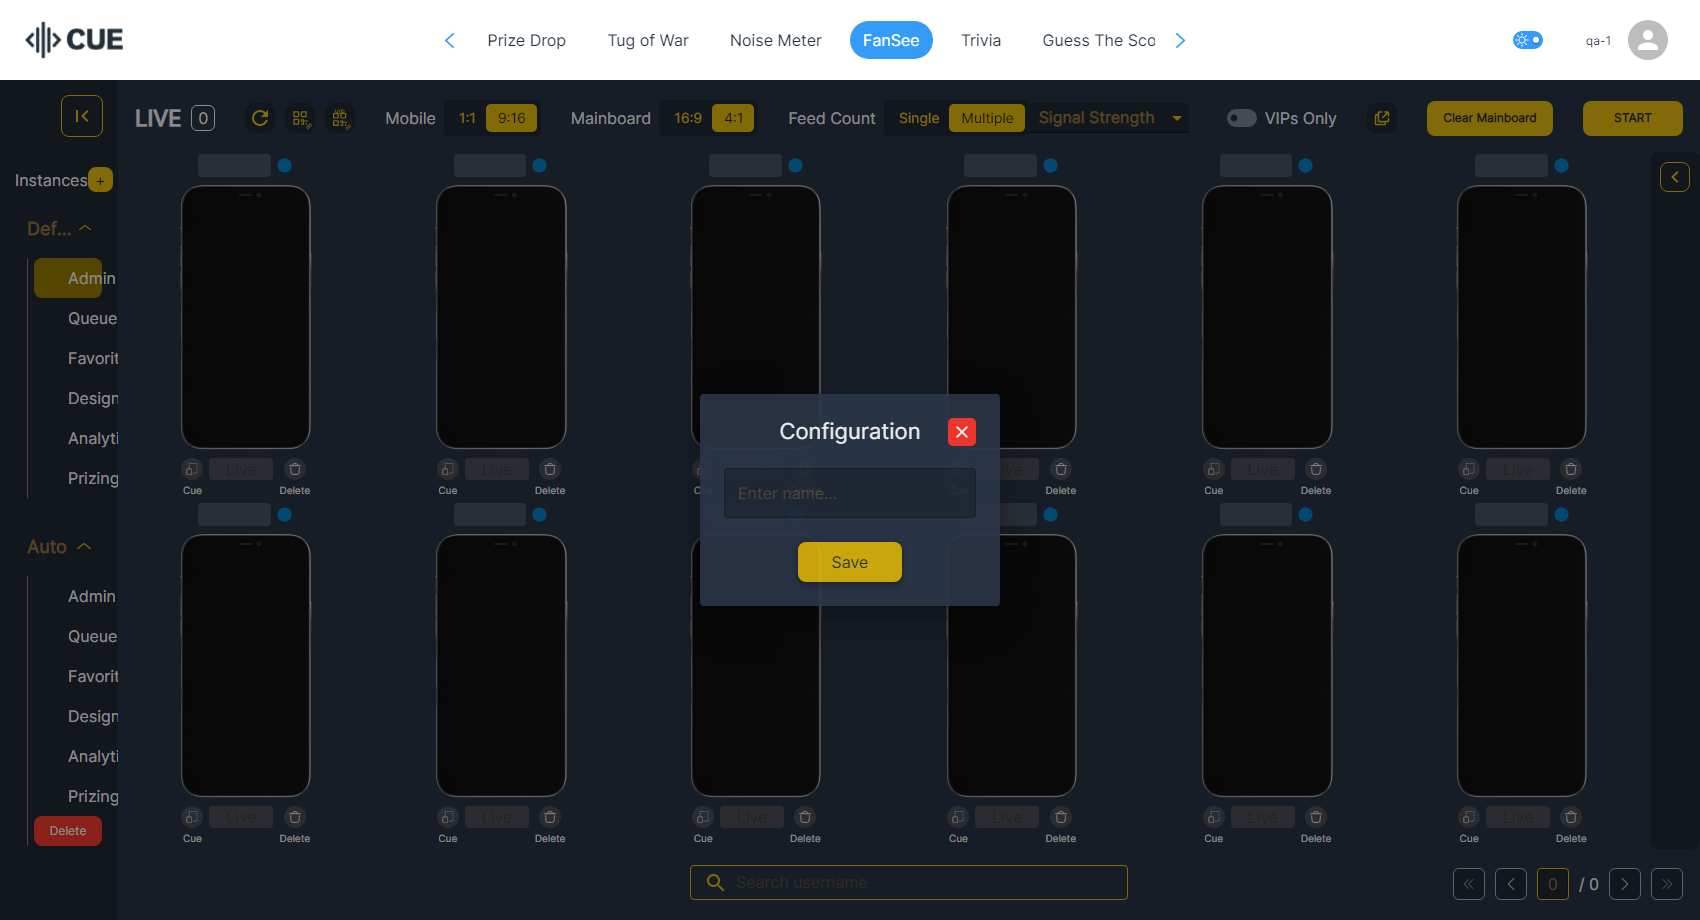 CUE
Prize Drop
Tug of War
Noise Meter
FanSee
Trivia
Guess The Sco
qa-1
LIVE 0
Mobile 1:1 9:16
Mainboard 16:9 4:1
Feed Count Single Multiple Signal Strength
VIPs Only
Clear Mainboard
START
Instances +
Def...
Admin
Queue
Favorit
Design
Analyti
Prizing
Auto
Admin
Queue
Favorit
Design
Analyti
Prizing
Delete
Live Live Live Live Live
Cue Delete Cue Delete Cue Cue Delete Cue Delete Cue Delete
Configuration
Enter name...
Save
Live Live Live Live Live Live
Cue Delete Cue Delete Cue Delete Cue Delete Cue Delete Cue Delete
Search username
0 / 0